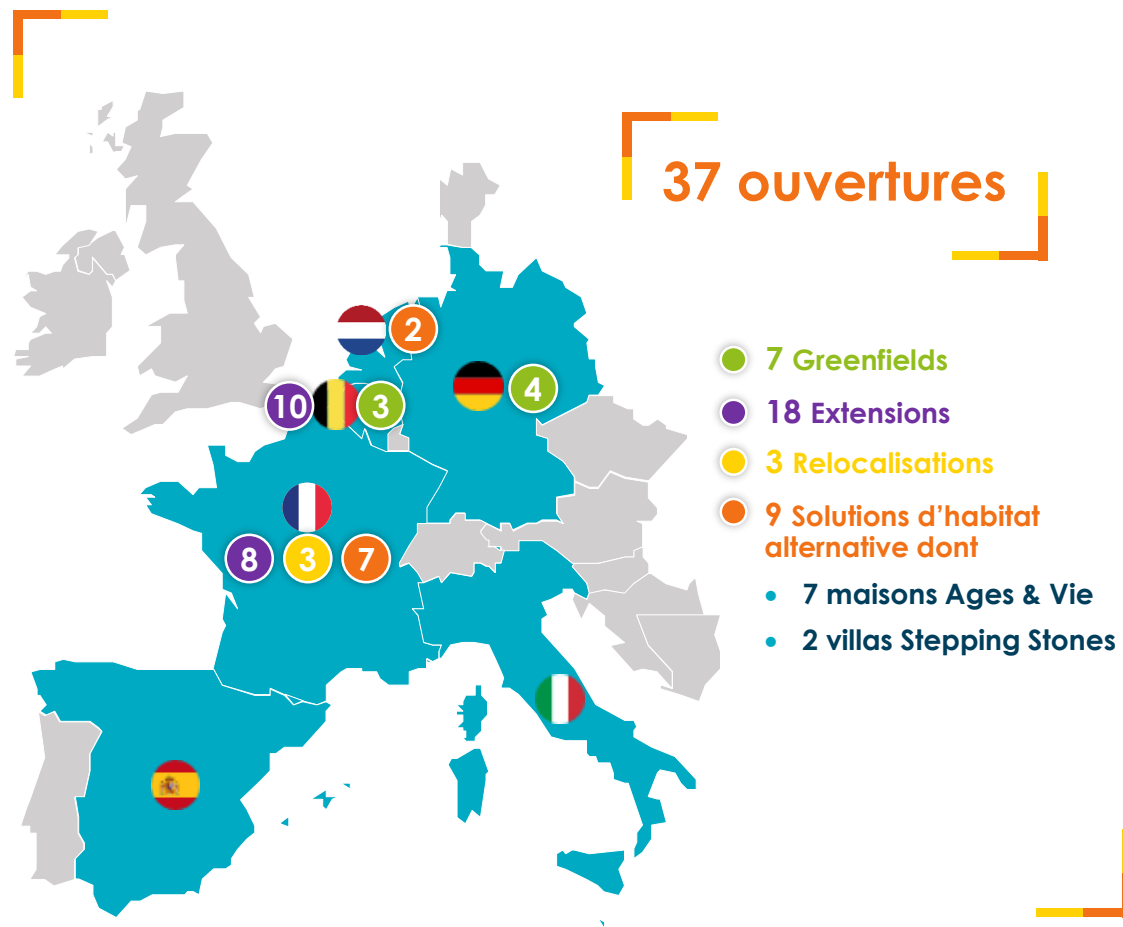 37 ouvertures
2
4
10
3
8
3
7
7 Greenfields
18 Extensions
3 Relocalisations
9 Solutions d’habitat
alternative dont
• 7 maisons Ages & Vie
• 2 villas Stepping Stones